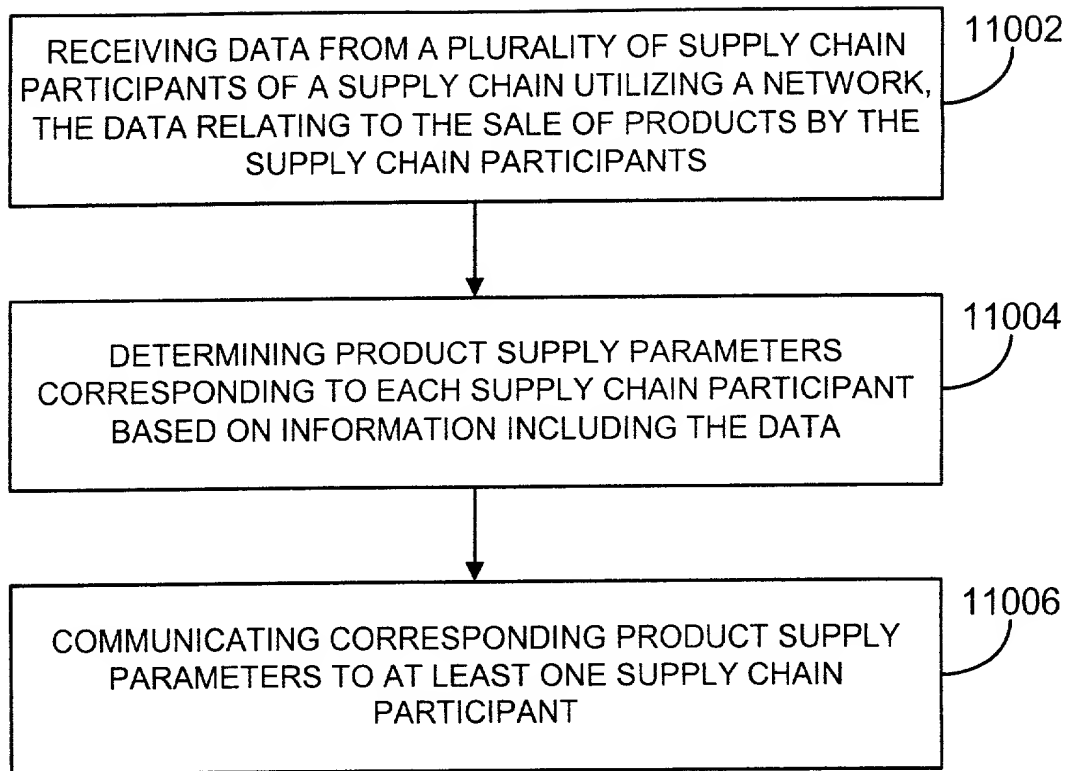 11002
RECEIVING DATA FROM A PLURALITY OF SUPPLY CHAIN
PARTICIPANTS OF A SUPPLY CHAIN UTILIZING A NETWORK,
THE DATA RELATING TO THE SALE OF PRODUCTS BY THE
SUPPLY CHAIN PARTICIPANTS
11004
DETERMINING PRODUCT SUPPLY PARAMETERS
CORRESPONDING TO EACH SUPPLY CHAIN PARTICIPANT
BASED ON INFORMATION INCLUDING THE DATA
11006
COMMUNICATING CORRESPONDING PRODUCT SUPPLY
PARAMETERS TO AT LEAST ONE SUPPLY CHAIN
PARTICIPANT